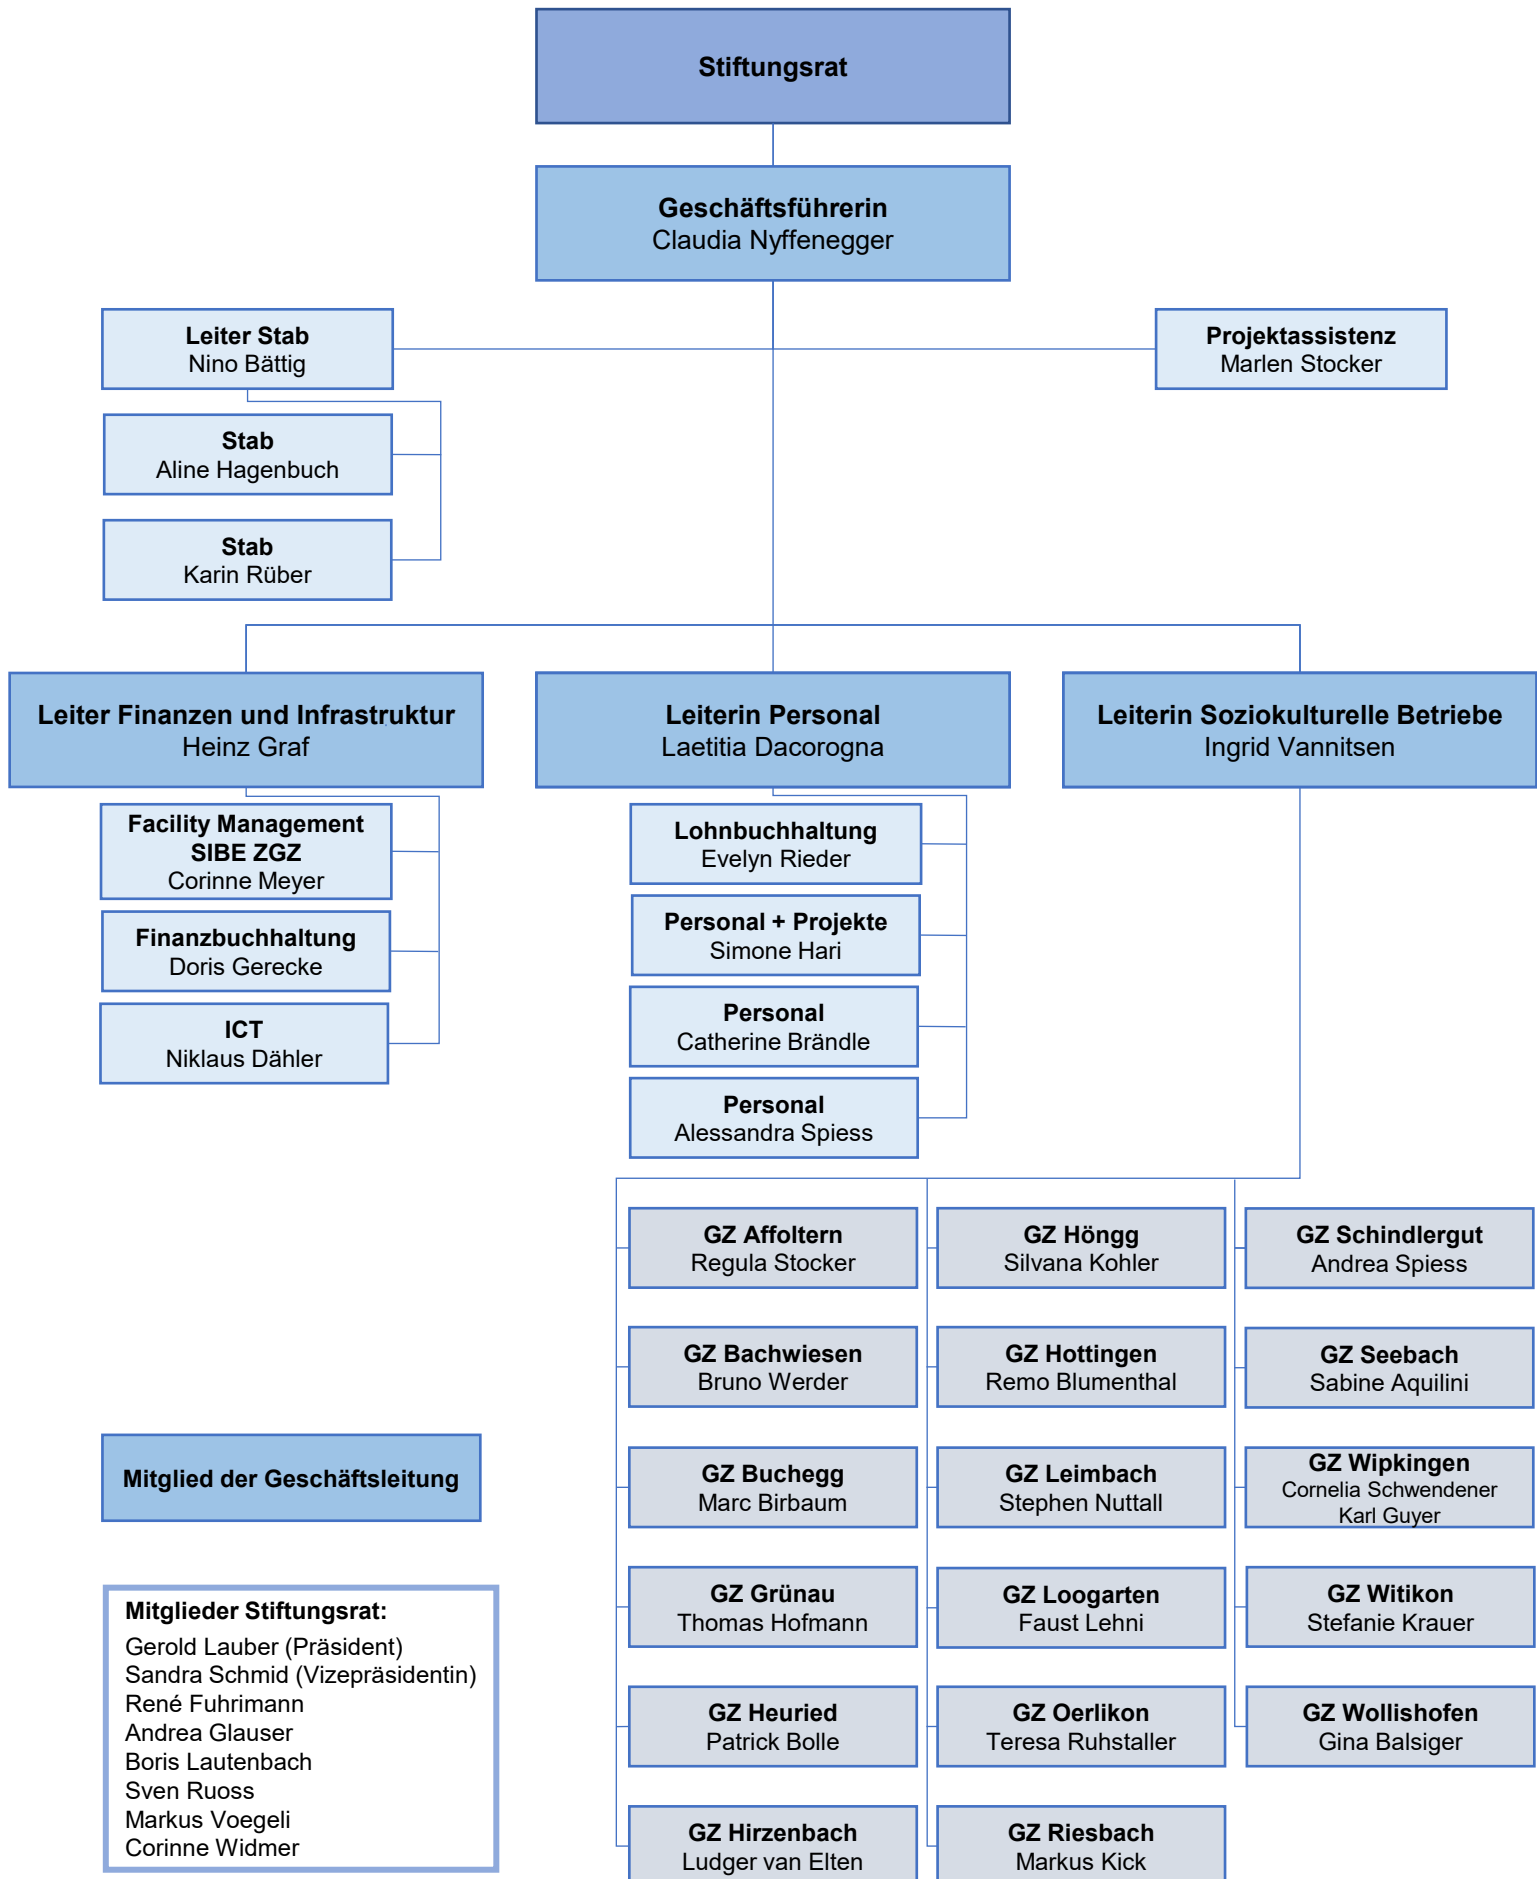 Stiftungsrat
Geschäftsführerin
Claudia Nyffenegger
Leiter Stab
Nino Bättig
Projektassistenz
Marlen Stocker
Stab
Aline Hagenbuch
Stab
Karin Rüber
Leiter Finanzen und Infrastruktur
Heinz Graf
Leiterin Personal
Laetitia Dacorogna
Leiterin Soziokulturelle Betriebe
Ingrid Vannitsen
Facility Management
SIBE ZGZ
Corinne Meyer
Finanzbuchhaltung
Doris Gerecke
ICT
Niklaus Dähler
Lohnbuchhaltung
Evelyn Rieder
Personal + Projekte
Simone Hari
Personal
Catherine Brändle
Personal
Alessandra Spiess
GZ Affoltern
Regula Stocker
GZ Bachwiesen
Bruno Werder
GZ Buchegg
Marc Birbaum
GZ Grünau
Thomas Hofmann
GZ Heuried
Patrick Bolle
GZ Hirzenbach
Ludger van Elten
GZ Höngg
Silvana Kohler
GZ Hottingen
Remo Blumenthal
GZ Leimbach
Stephen Nuttall
GZ Loogarten
Faust Lehni
GZ Oerlikon
Teresa Ruhstaller
GZ Riesbach
Markus Kick
GZ Schindlergut
Andrea Spiess
GZ Seebach
Sabine Aquilini
GZ Wipkingen
Cornelia Schwendener
Karl Guyer
GZ Witikon
Stefanie Krauer
GZ Wollishofen
Gina Balsiger
Mitglied der Geschäftsleitung
Mitglieder Stiftungsrat:
Gerold Lauber (Präsident)
Sandra Schmid (Vizepräsidentin)
René Fuhrimann
Andrea Glauser
Boris Lautenbach
Sven Ruoss
Markus Voegeli
Corinne Widmer